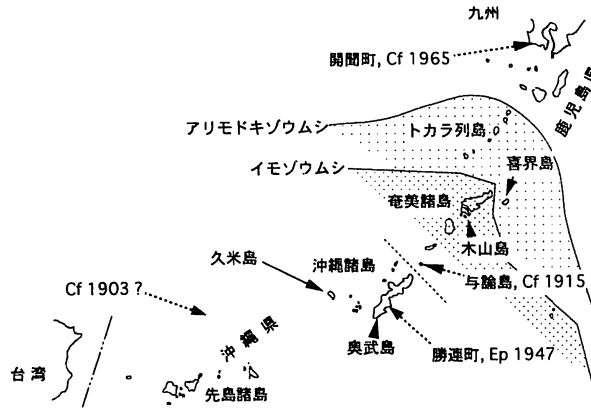 九州
開聞町, Cf 1965
鹿児島県
アリモドキゾウムシ
トカラ列島
イモゾウムシ
喜界島
奄美諸島
木山島
久米島
沖縄諸島
与論島, Cf 1915
Cf 1903 ?
沖縄県
奥武島
勝連町, Ep 1947
台湾
先島諸島